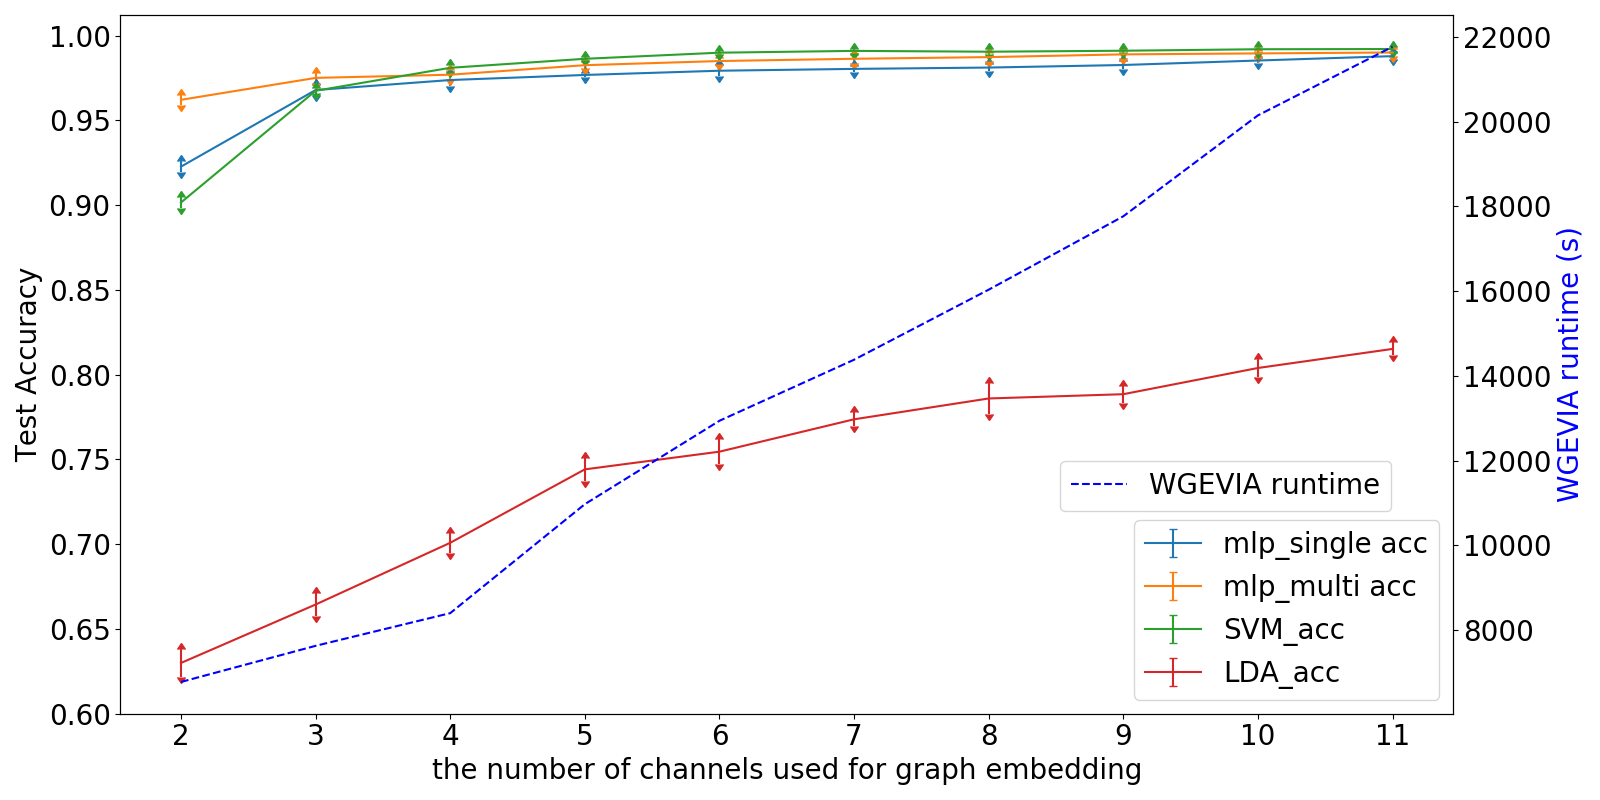 1.00
0.95
0.90
0.85
0.80
0.75
0.70
0.65
0.60
Test Accuracy
22000
20000
18000
16000
14000
12000
10000
8000
WGEVIA runtime (s)
WGEVIA runtime
mlp_single acc
mlp_multi acc
SVM_acc
LDA_acc
2 3 4 5 6 7 8 9 10 11
the number of channels used for graph embedding